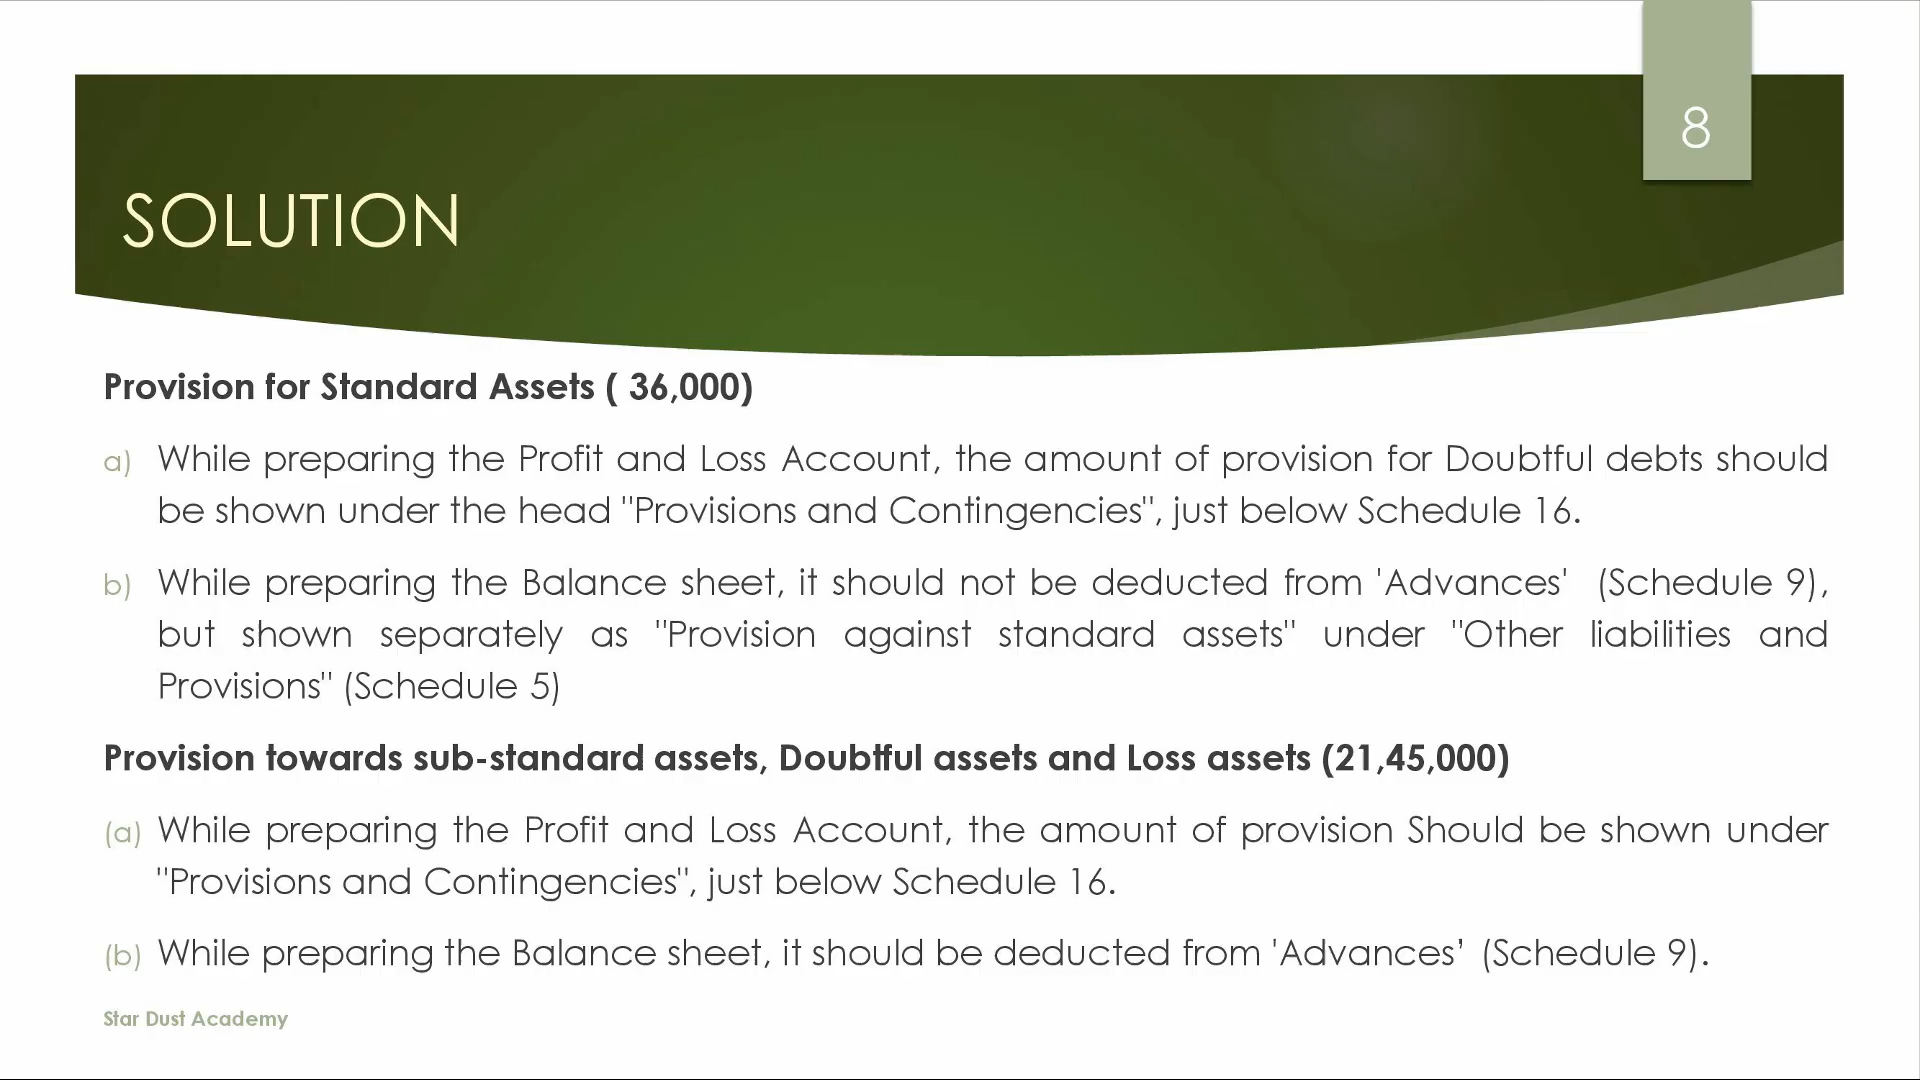 8
SOLUTION
Provision for Standard Assets ( 36,000)
a) While preparing the Profit and Loss Account, the amount of provision for Doubtful debts should
be shown under the head "Provisions and Contingencies", just below Schedule 16.
b) While preparing the Balance sheet, it should not be deducted from 'Advances' (Schedule 9),
but shown separately as "Provision against standard assets" under "Other liabilities and
Provisions" (Schedule 5)
Provision towards sub-standard assets, Doubtful assets and Loss assets (21,45,000)
(a) While preparing the Profit and Loss Account, the amount of provision Should be shown under
"Provisions and Contingencies", just below Schedule 16.
(b) While preparing the Balance sheet, it should be deducted from 'Advances’ (Schedule 9).
Star Dust Academy